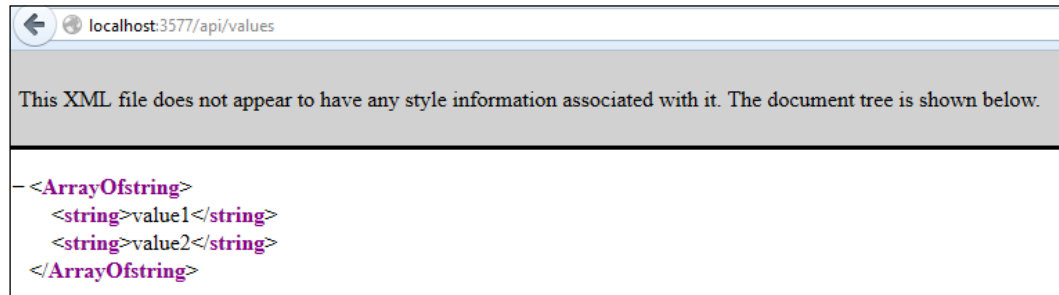 localhost:3577/api/values
This XML file does not appear to have any style information associated with it. The document tree is shown below.
− <ArrayOfstring>
<string>value1</string>
<string>value2</string>
</ArrayOfstring>